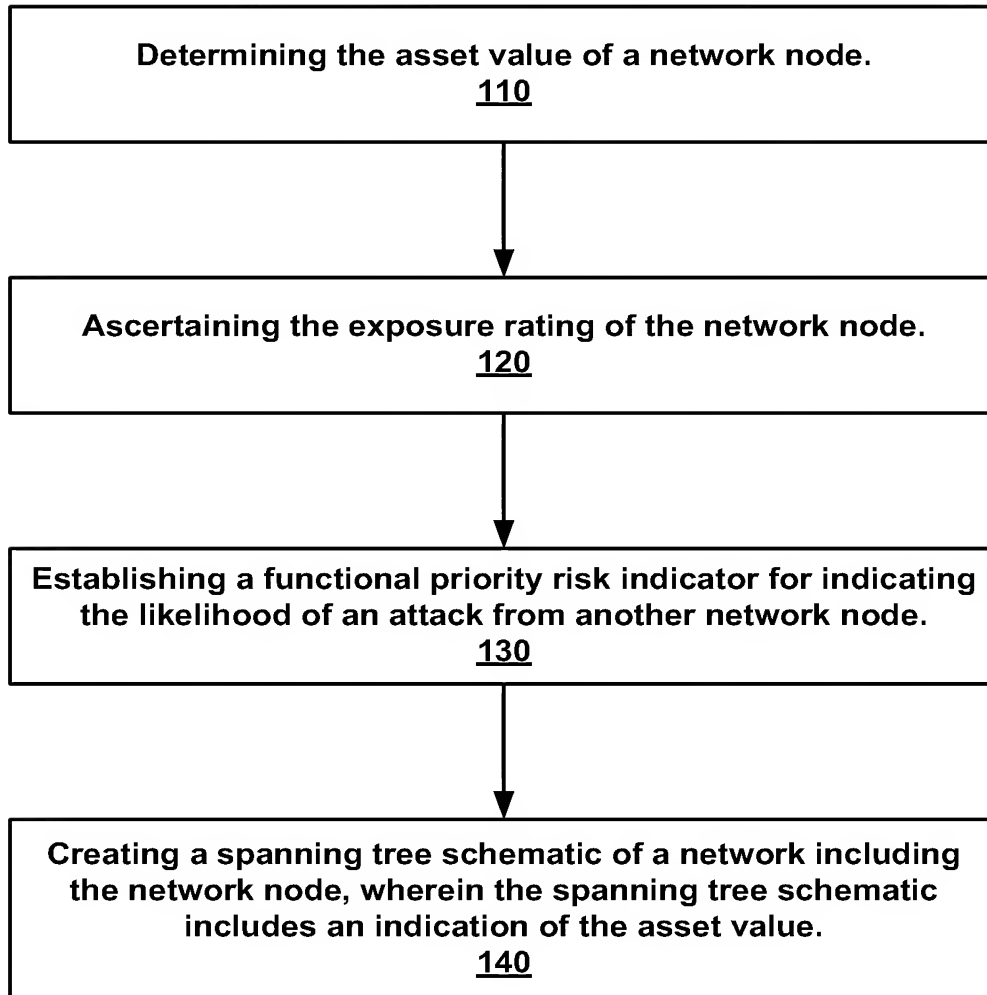 Determining the asset value of a network node.
110
Ascertaining the exposure rating of the network node.
120
Establishing a functional priority risk indicator for indicating
the likelihood of an attack from another network node.
130
Creating a spanning tree schematic of a network including
the network node, wherein the spanning tree schematic
includes an indication of the asset value.
140